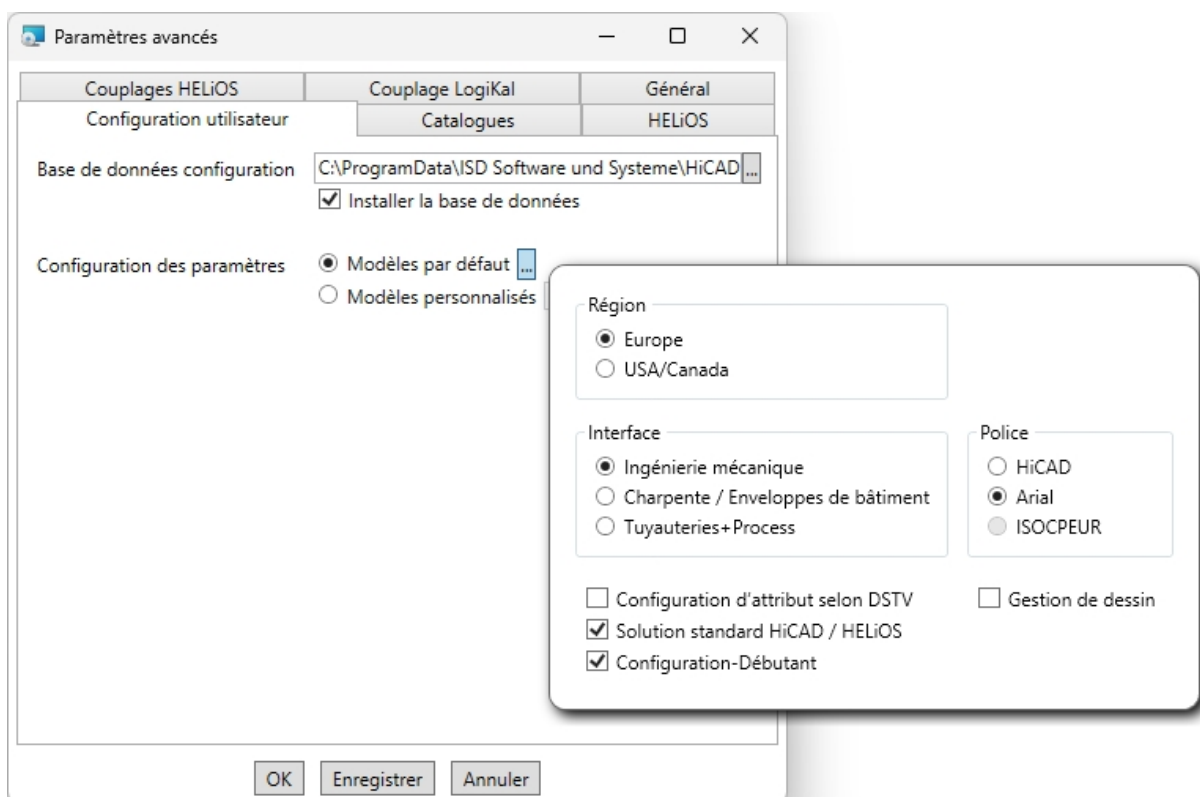 Paramètres avancés
Couplages HELiOS Couplage LogiKal Général
Configuration utilisateur Catalogues HELiOS
Base de données configuration C:\ProgramData\ISD Software und Systeme\HiCAD ...
Installer la base de données
Configuration des paramètres Modèles par défaut ...
Modèles personnalisés
Région
Europe
USA/Canada
Interface Police
Ingénierie mécanique HiCAD
Charpente / Enveloppes de bâtiment Arial
Tuyauteries+Process ISOCPEUR
Configuration d'attribut selon DSTV Gestion de dessin
Solution standard HiCAD / HELiOS
Configuration-Débutant
OK Enregistrer Annuler